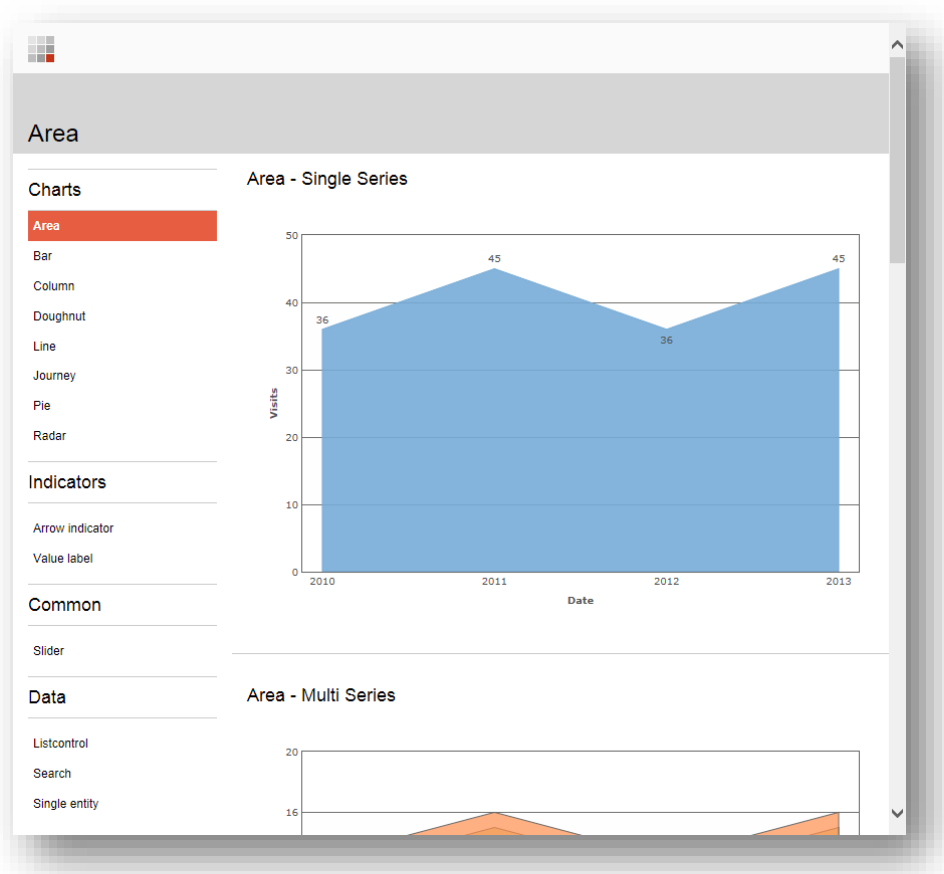 Area
Charts
Area
Bar
Column
Doughnut
Line
Journey
Pie
Radar
Indicators
Arrow indicator
Value label
Common
Slider
Data
Listcontrol
Search
Single entity
Area - Single Series
50
40
30
20
10
0
Visits
36
45
36
45
2010 2011 2012 2013
Date
Area - Multi Series
20
16